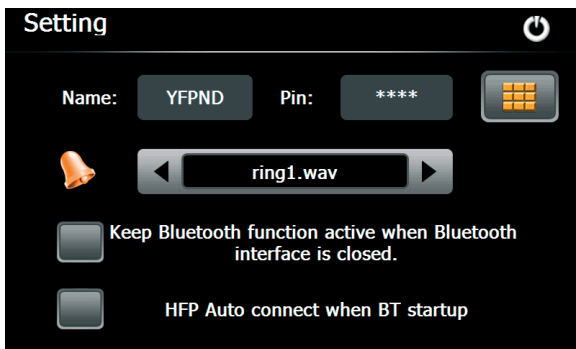 Setting
Name: YFPND Pin: ****
ring1.wav
Keep Bluetooth function active when Bluetooth
interface is closed.
HFP Auto connect when BT startup